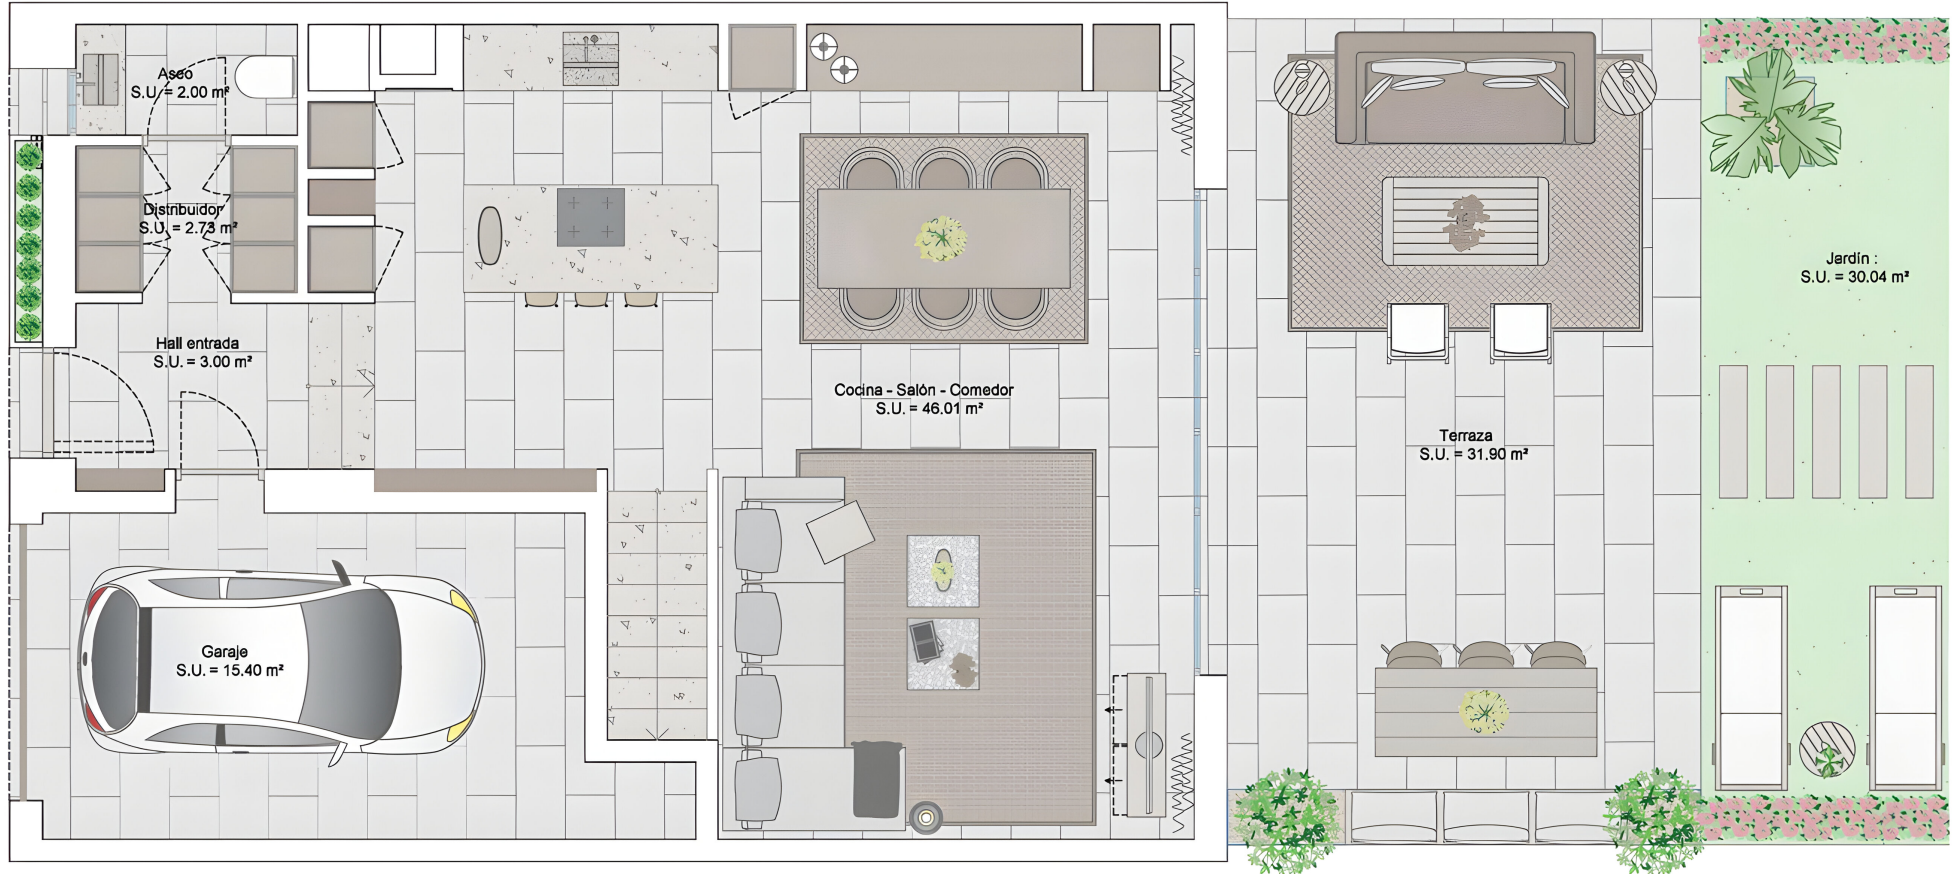 Aseo
S.U. = 2.00 m²
Distribuidor
S.U. = 2.73 m²
Hall entrada
S.U. = 3.00 m²
Cocina - Salón - Comedor
S.U. = 46.01 m²
Garaje
S.U. = 15.40 m²
Terraza
S.U. = 31.90 m²
Jardín :
S.U. = 30.04 m²